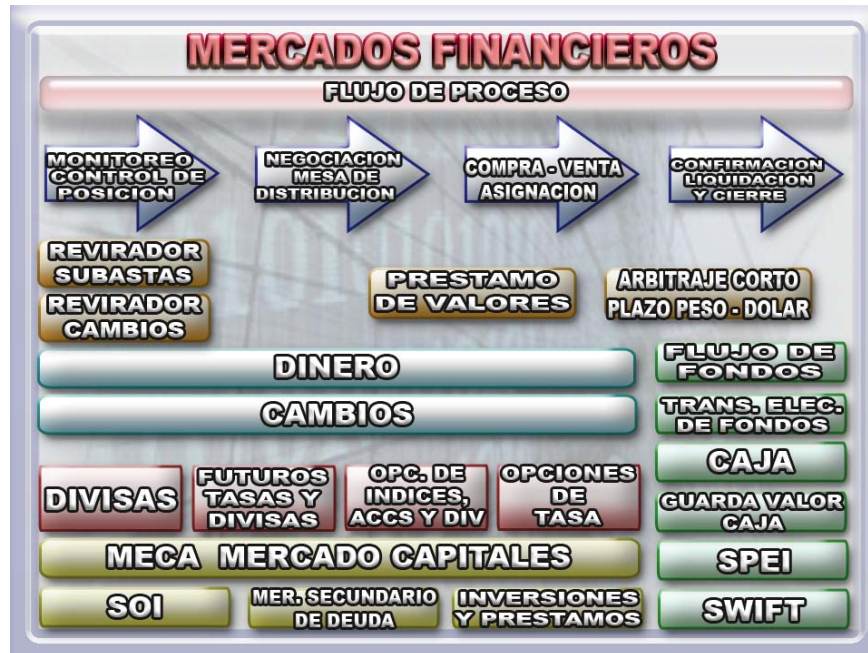 MERCADOS FINANCIEROS
FLUJO DE PROCESO
MONITOREO
CONTROL DE
POSICION
NEGOCIACION
MESA DE
DISTRIBUCION
COMPRA - VENTA
ASIGNACION
CONFIRMACION
LIQUIDACION
Y CIERRE
REVIRADOR
SUBASTAS
REVIRADOR
CAMBIOS
PRESTAMO
DE VALORES
ARBITRAJE CORTO
PLAZO PESO - DOLAR
DINERO
CAMBIOS
FLUJO DE
FONDOS
TRANS. ELEC.
DE FONDOS
CAJA
GUARDA VALOR
CAJA
DIVISAS
FUTUROS
TASAS Y
DIVISAS
OPC. DE
INDICES,
ACCS Y DIV
OPCIONES
DE
TASA
MECA MERCADO CAPITALES
SPEI
SOI
MER. SECUNDARIO
DE DEUDA
INVERSIONES
Y PRESTAMOS
SWIFT